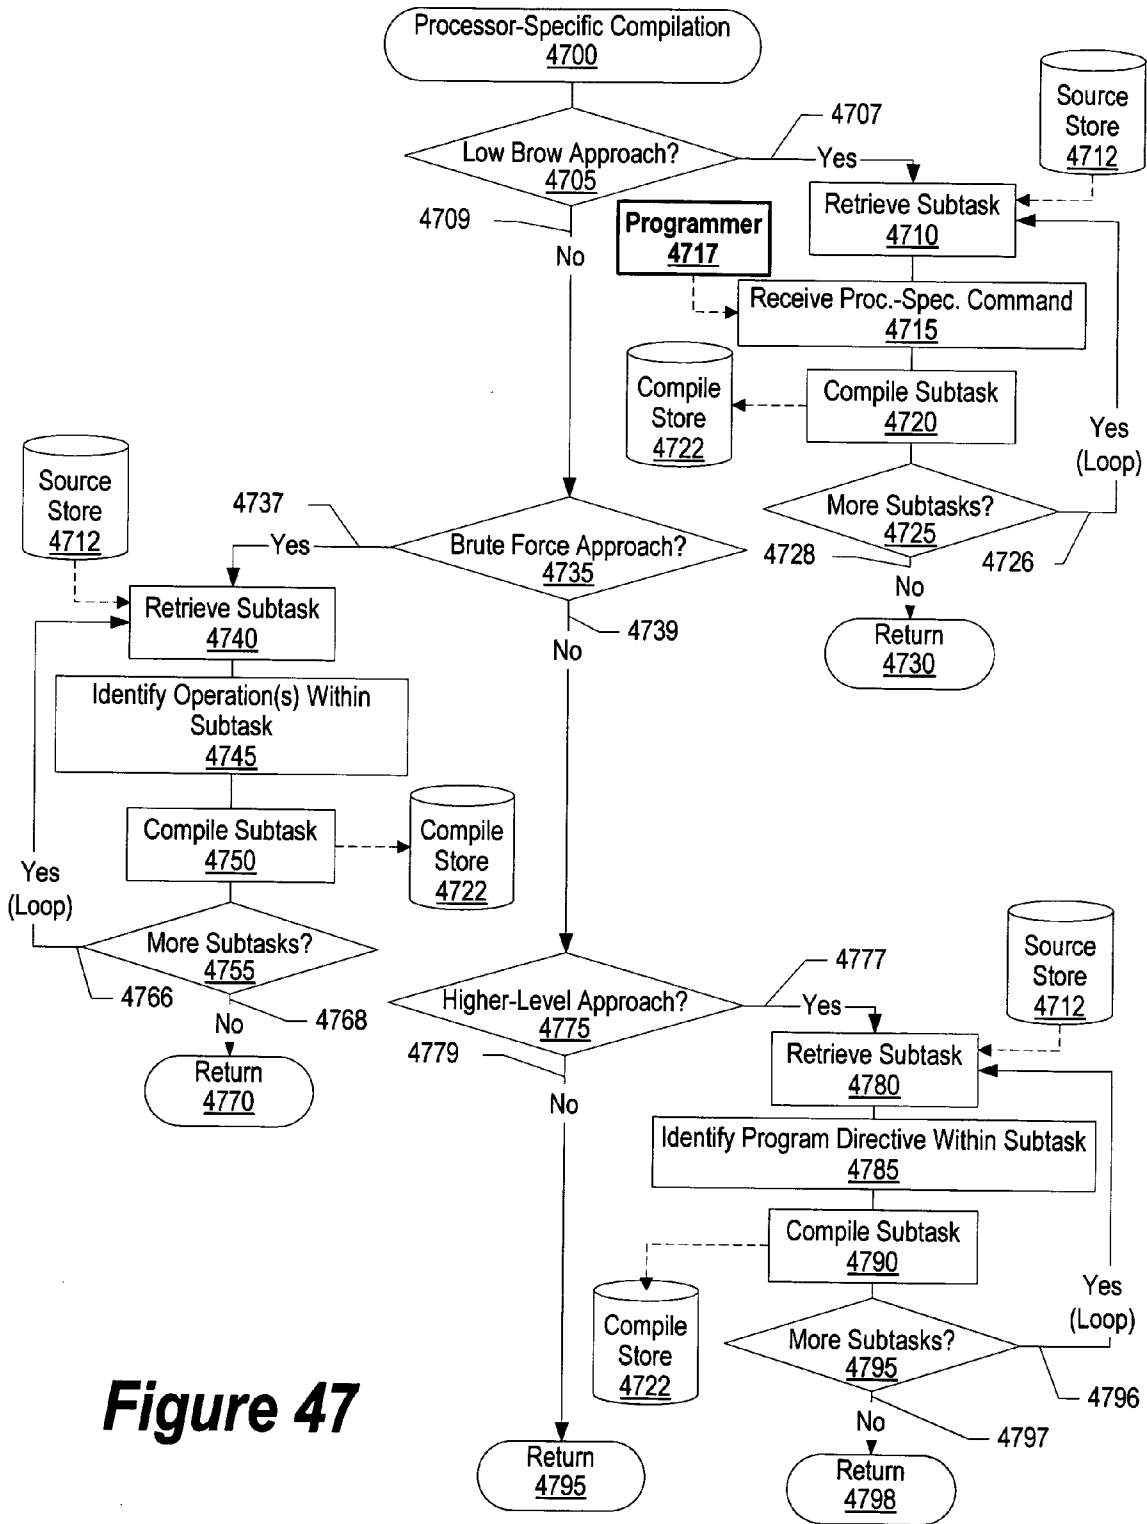 Processor-Specific Compilation
4700
Low Brow Approach?
4705
4707
Yes
Source
Store
4712
4709
No
Retrieve Subtask
4710
Programmer
4717
Receive Proc.-Spec. Command
4715
Compile
Store
4722
Compile Subtask
4720
Yes
(Loop)
More Subtasks?
4725
4728
4726
No
Return
4730
Source
Store
4712
4737
Yes
Brute Force Approach?
4735
4739
No
Retrieve Subtask
4740
Identify Operation(s) Within
Subtask
4745
Compile Subtask
4750
Compile
Store
4722
Yes
(Loop)
More Subtasks?
4755
4766
4768
No
Return
4770
Higher-Level Approach?
4775
4777
Yes
Source
Store
4712
4779
No
Retrieve Subtask
4780
Identify Program Directive Within Subtask
4785
Compile Subtask
4790
Compile
Store
4722
Yes
(Loop)
More Subtasks?
4795
4796
4797
No
Return
4798
Return
4795
Figure 47